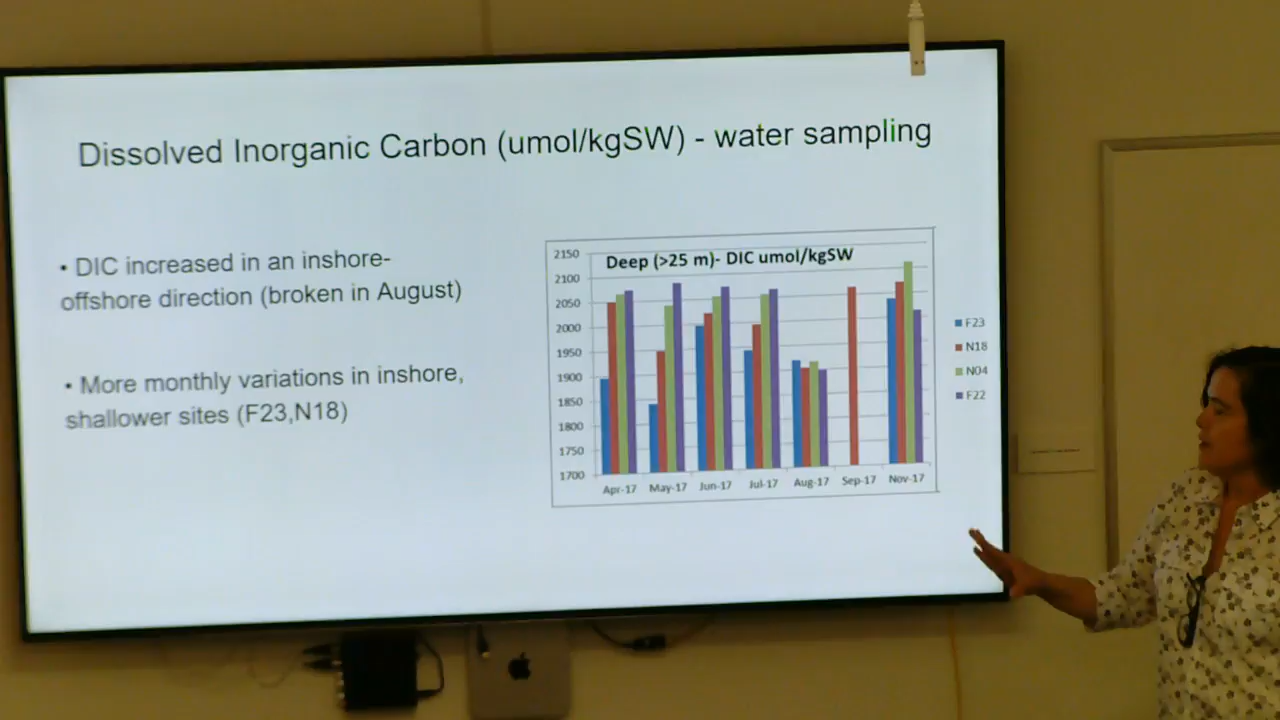 Dissolved Inorganic Carbon (umol/kgSW) - water sampling
• DIC increased in an inshore-
offshore direction (broken in August)
• More monthly variations in inshore,
shallower sites (F23,N18)
Deep (>25 m)- DIC umol/kgSW
2150
2100
2050
2000
1950
1900
1850
1800
1750
1700
Apr-17 May-17 Jun-17 Jul-17 Aug-17 Sep-17 Nov-17
F23
N18
N04
F22